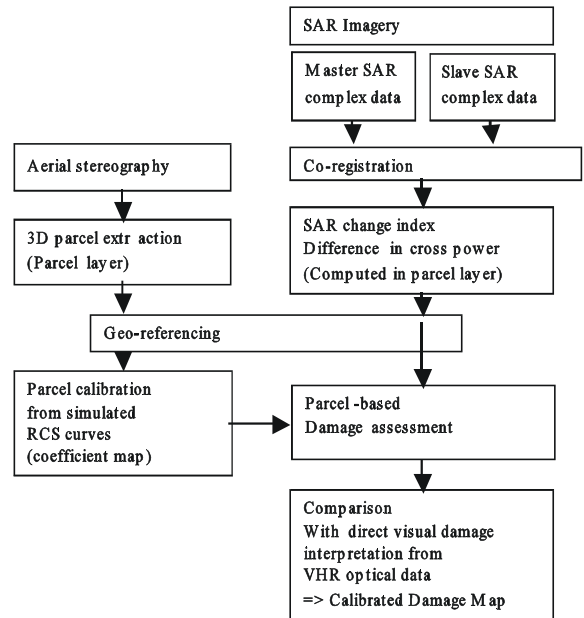 SAR Imagery
Master SAR
complex data
Slave SAR
complex data
Aerial stereography
Co-registration
3D parcel extr action
(Parcel layer)
SAR change index
Difference in cross power
(Computed in parcel layer)
Geo-referencing
Parcel calibration
from simulated
RCS curves
(coefficient map)
Parcel -based
Damage assessment
Comparison
With direct visual damage
interpretation from
VHR optical data
=> Calibrated Damage Map